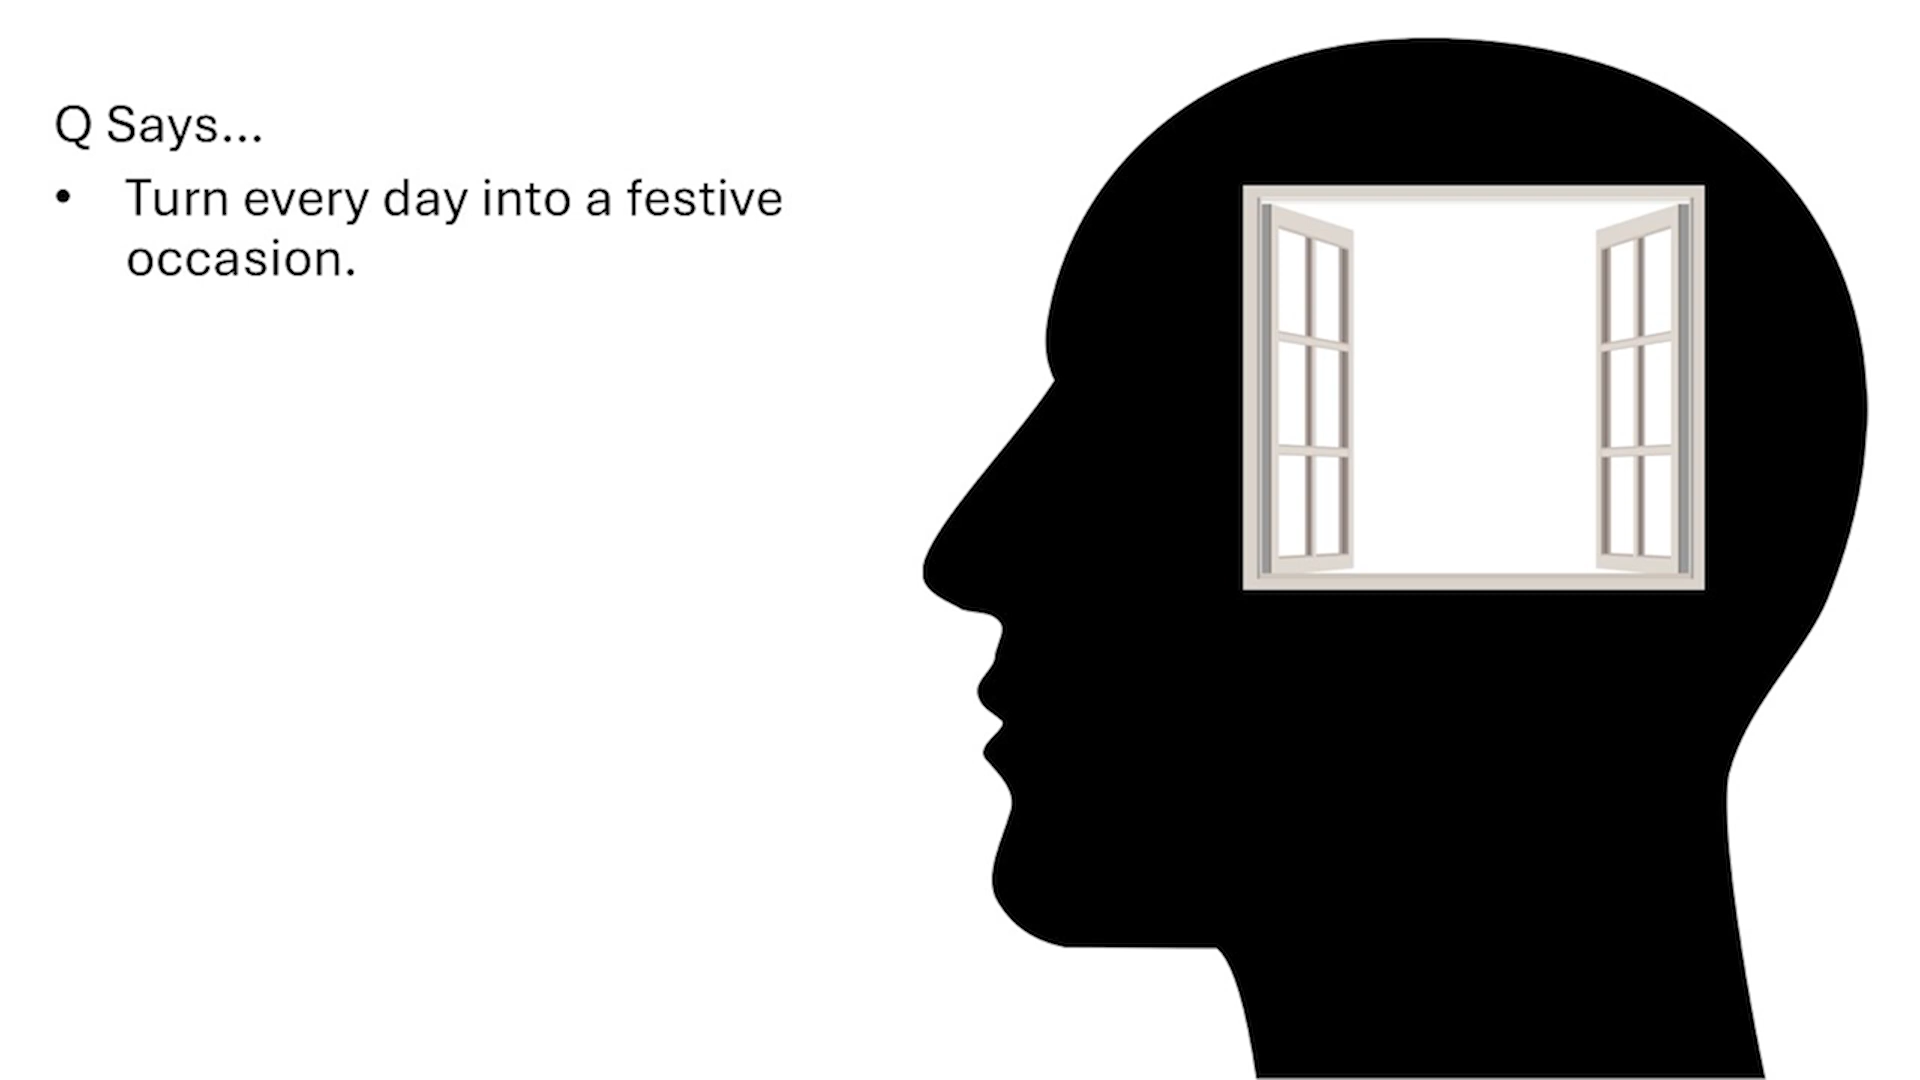 Q Says...
• Turn every day into a festive
occasion.